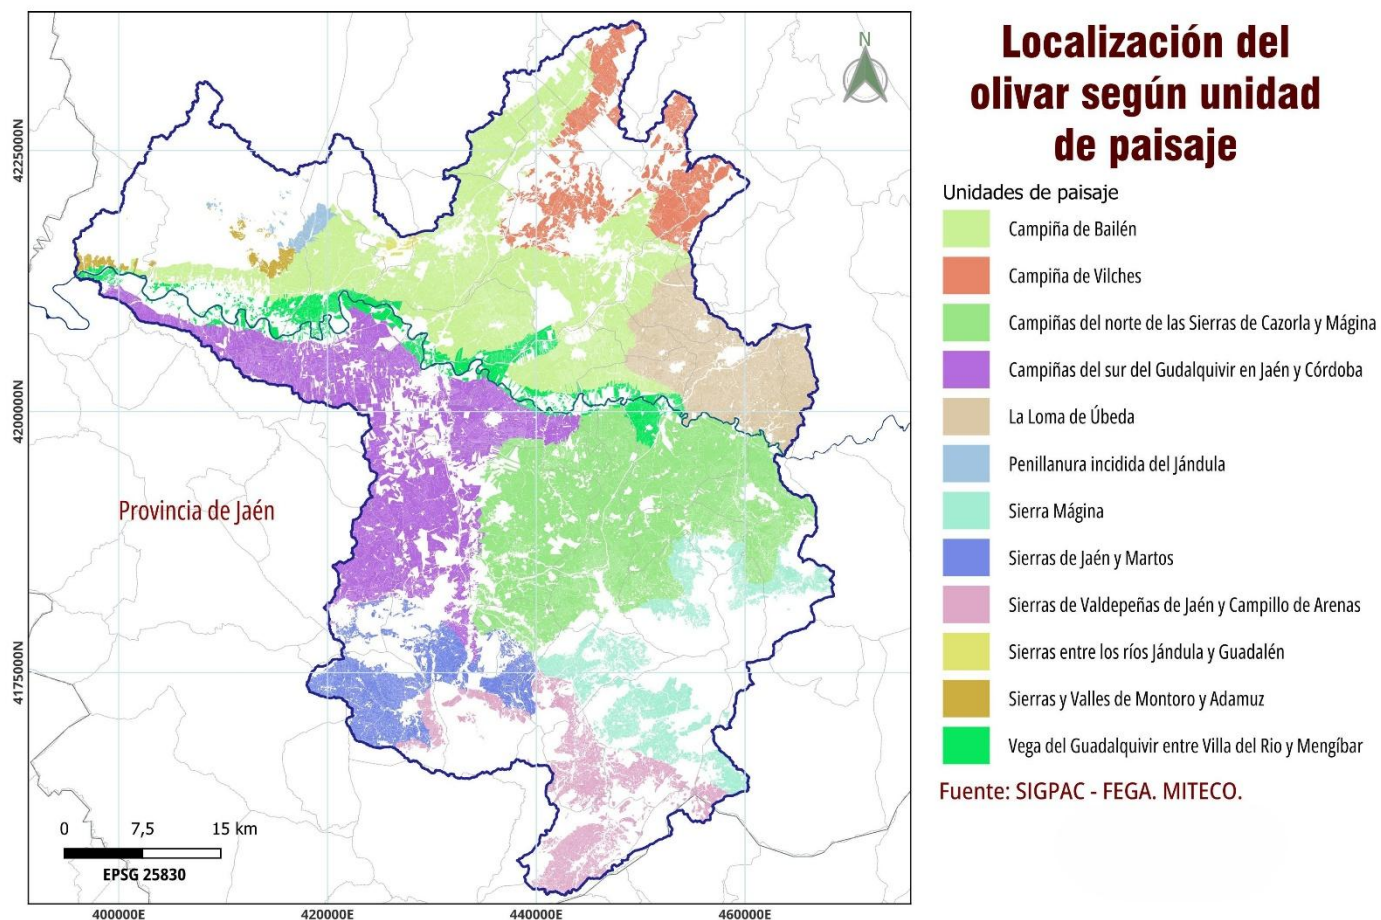 Localización del
olivar según unidad
de paisaje
Unidades de paisaje
Campiña de Bailén
Campiña de Vilches
Campiñas del norte de las Sierras de Cazorla y Mágina
Campiñas del sur del Gudalquivir en Jaén y Córdoba
La Loma de Úbeda
Penillanura incidida del Jándula
Sierra Mágina
Sierras de Jaén y Martos
Sierras de Valdepeñas de Jaén y Campillo de Arenas
Sierras entre los ríos Jándula y Guadalén
Sierras y Valles de Montoro y Adamuz
Vega del Guadalquivir entre Villa del Rio y Mengíbar
Fuente: SIGPAC - FEGA. MITECO.
N
4225000N
4200000N
4175000N
Provincia de Jaén
0 7,5 15 km
EPSG 25830
400000E 420000E 440000E 460000E